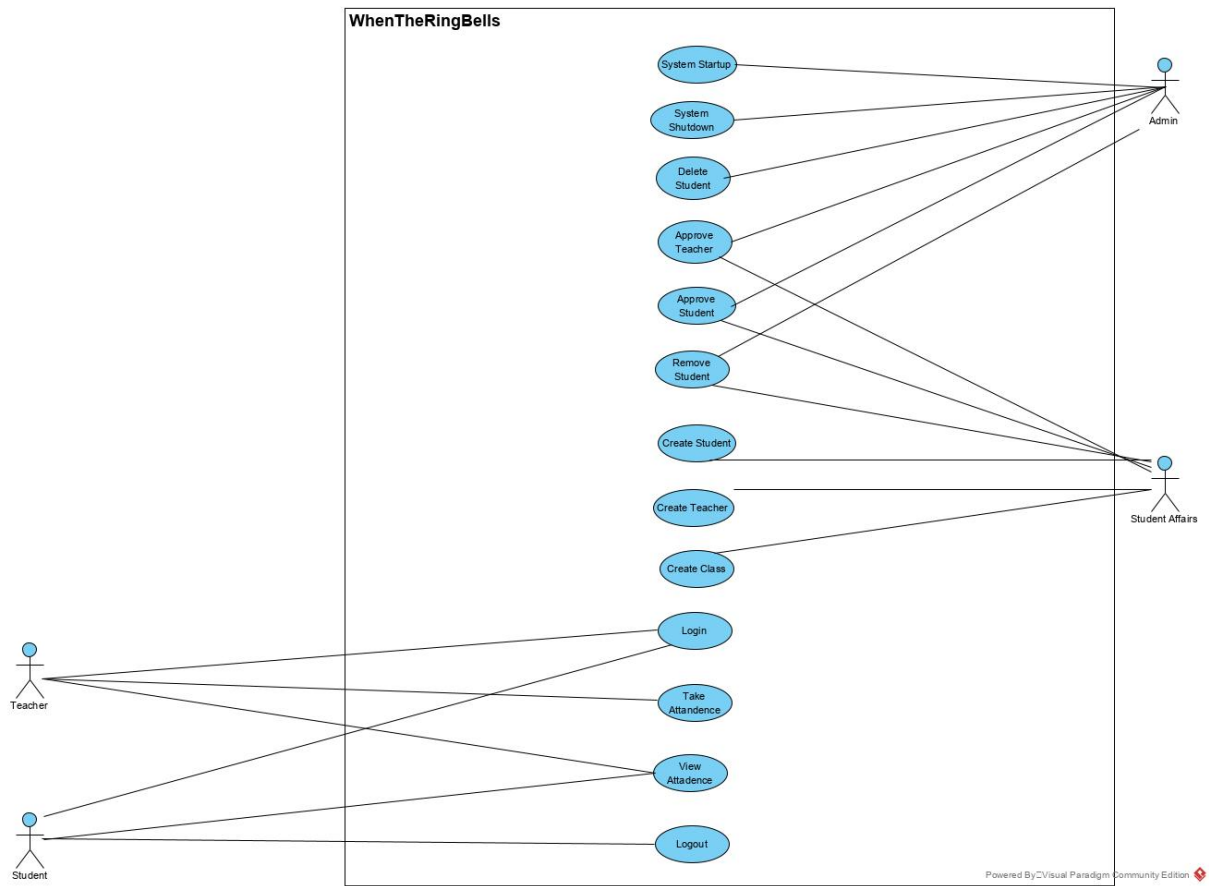 WhenTheRingBells
System Startup
System
Shutdown
Delete
Student
Approve
Teacher
Approve
Student
Remove
Student
Create Student
Create Teacher
Create Class
Login
Take
Attandence
View
Attadence
Logout
Admin
Student Affairs
Teacher
Student
Powered By Visual Paradigm Community Edition